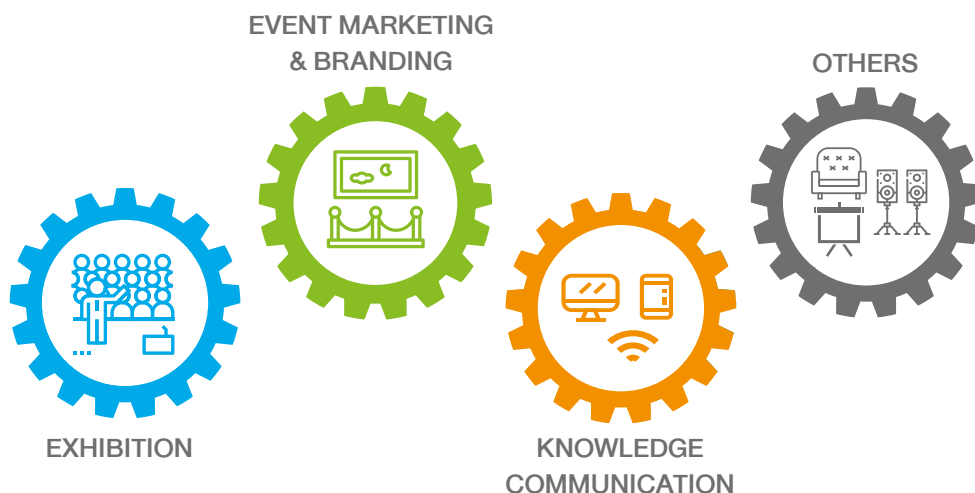 EVENT MARKETING
& BRANDING
OTHERS
EXHIBITION
KNOWLEDGE
COMMUNICATION